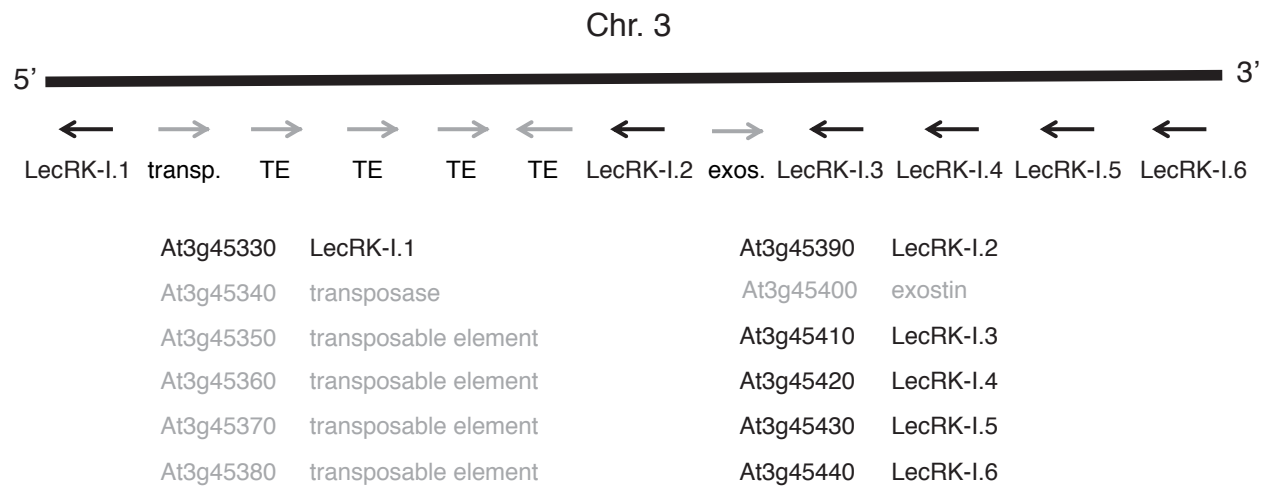 Chr. 3
5’ 3’
LecRK-I.1 transp. TE TE TE TE LecRK-I.2 exos. LecRK-I.3 LecRK-I.4 LecRK-I.5 LecRK-I.6
At3g45330 LecRK-I.1
At3g45340 transposase
At3g45350 transposable element
At3g45360 transposable element
At3g45370 transposable element
At3g45380 transposable element
At3g45390 LecRK-I.2
At3g45400 exostin
At3g45410 LecRK-I.3
At3g45420 LecRK-I.4
At3g45430 LecRK-I.5
At3g45440 LecRK-I.6